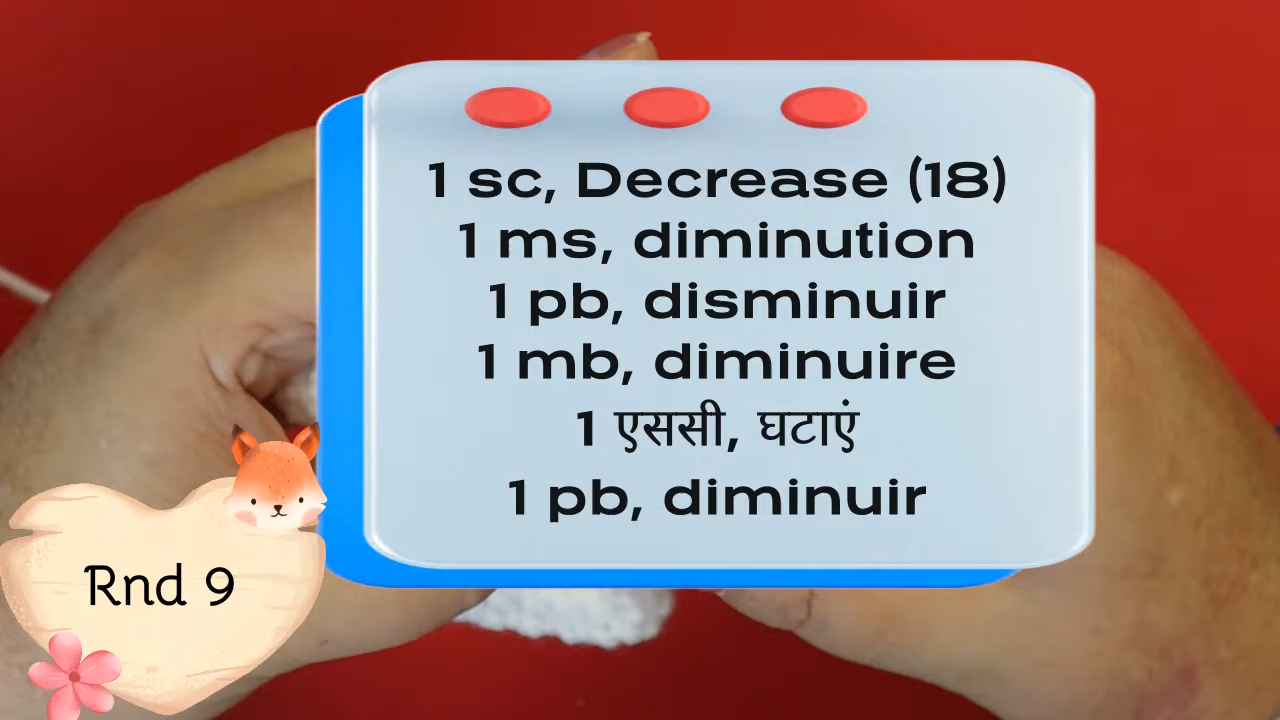 1 sc, Decrease (18)
1 ms, diminution
1 pb, disminuir
1 mb, diminuire
1 एससी, घटाएं
1 pb, diminuir
Rnd 9